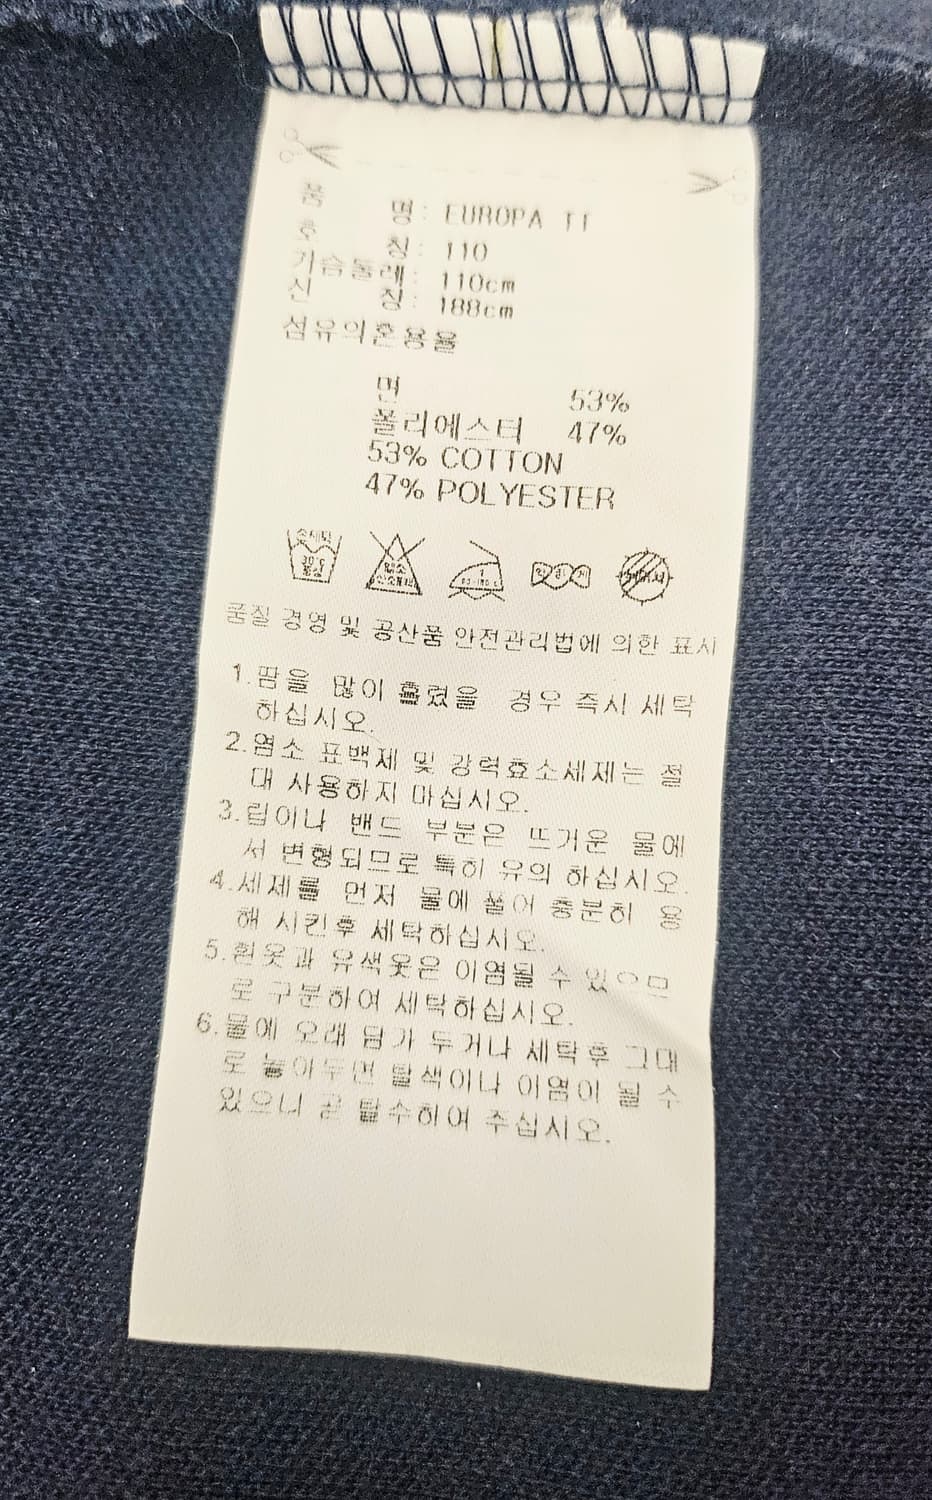 품 명 : EUROPA TT
호 칭 : 110
가슴둘레 : 110cm
신 장 : 188cm
섬유의혼용율
면 53%
폴리에스터 47%
53% COTTON
47% POLYESTER
손세탁 30℃ 중성
염소
품질 경영 및 공산품 안전관리법에 의한 표시
1.땀을 많이 흘렸을 경우 즉시 세탁
하십시오.
2.염소 표백제 및 강력효소세제는 절
대 사용하지 마십시오.
3.립이나 밴드 부분은 뜨거운 물에
서 변형되므로 특히 유의 하십시오.
4.세제를 먼저 물에 풀어 충분히 용
해 시킨후 세탁하십시오.
5.흰옷과 유색옷은 이염될 수 있으므
로 구분하여 세탁하십시오.
6.물에 오래 담가 두거나 세탁후 그대
로 놓아두면 탈색이나 이염이 될 수
있으니 곧 탈수하여 주십시오.